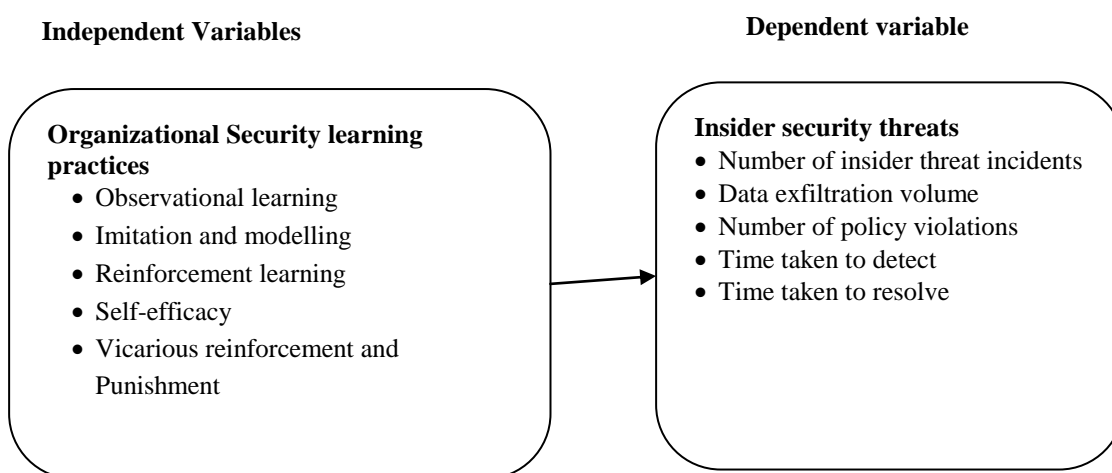 Independent Variables
Dependent variable
Organizational Security learning
practices
• Observational learning
• Imitation and modelling
• Reinforcement learning
• Self-efficacy
• Vicarious reinforcement and
Punishment
Insider security threats
• Number of insider threat incidents
• Data exfiltration volume
• Number of policy violations
• Time taken to detect
• Time taken to resolve